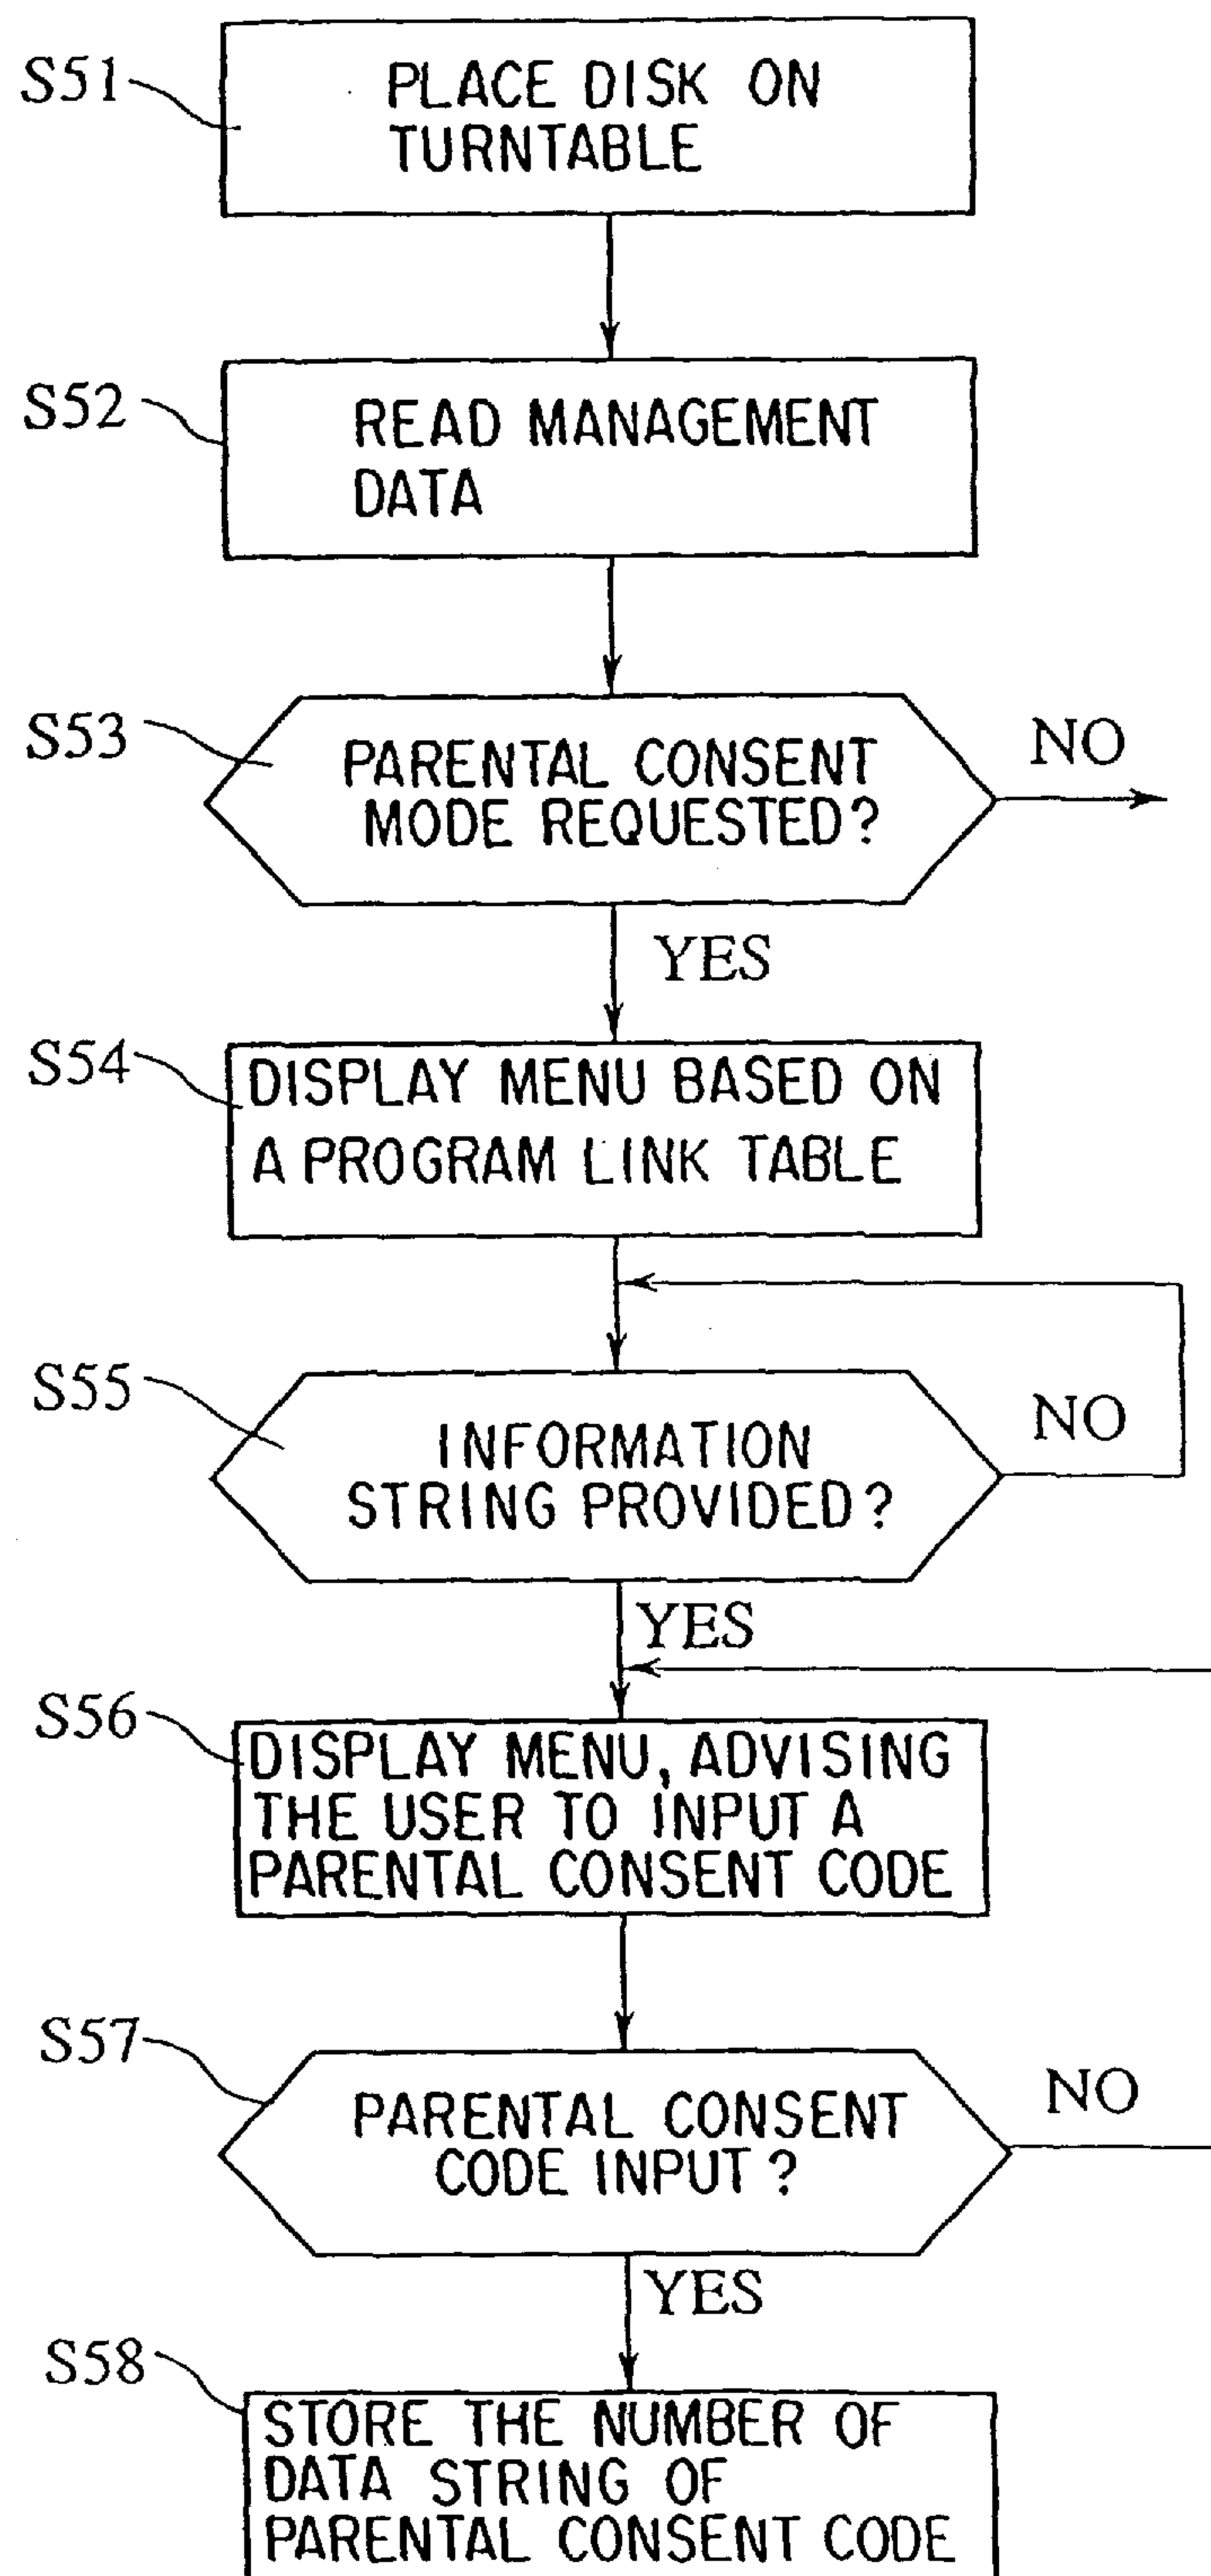 S51
PLACE DISK ON
TURNTABLE
S52
READ MANAGEMENT
DATA
S53
PARENTAL CONSENT
MODE REQUESTED?
NO
YES
S54
DISPLAY MENU BASED ON
A PROGRAM LINK TABLE
S55
INFORMATION
STRING PROVIDED?
NO
YES
S56
DISPLAY MENU, ADVISING
THE USER TO INPUT A
PARENTAL CONSENT CODE
S57
PARENTAL CONSENT
CODE INPUT?
NO
YES
S58
STORE THE NUMBER OF
DATA STRING OF
PARENTAL CONSENT CODE